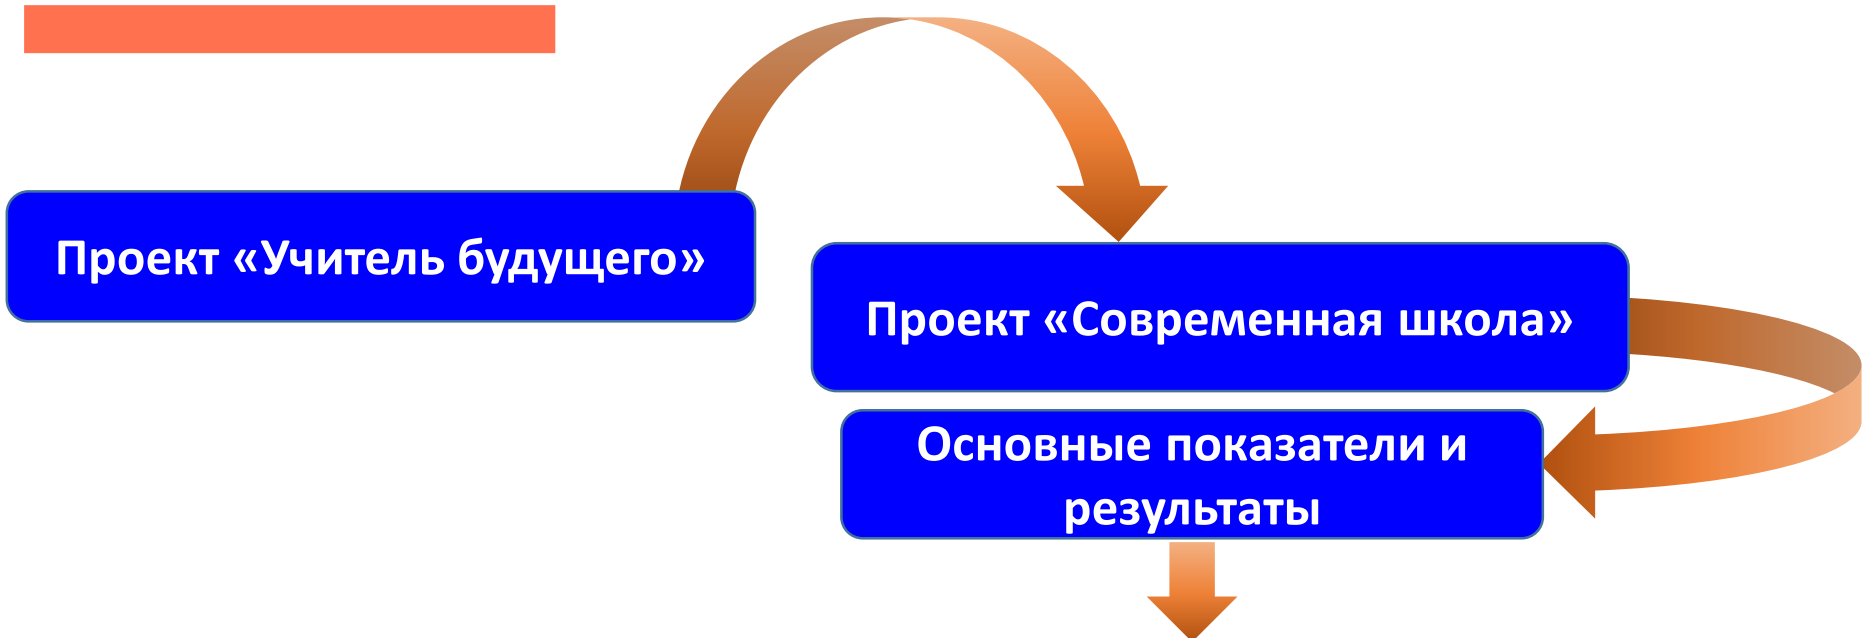 Проект «Учитель будущего»
Проект «Современная школа»
Основные показатели и
результаты